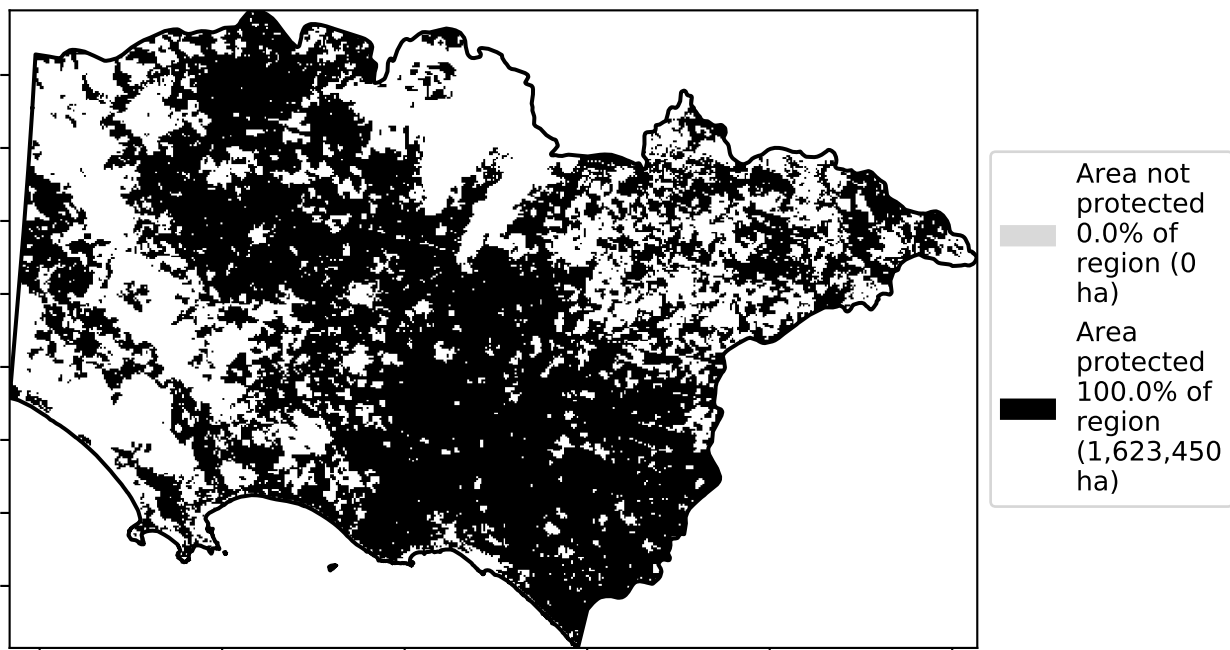 Area not
protected
0.0% of
region (0
ha)
Area
protected
100.0% of
region
(1,623,450
ha)